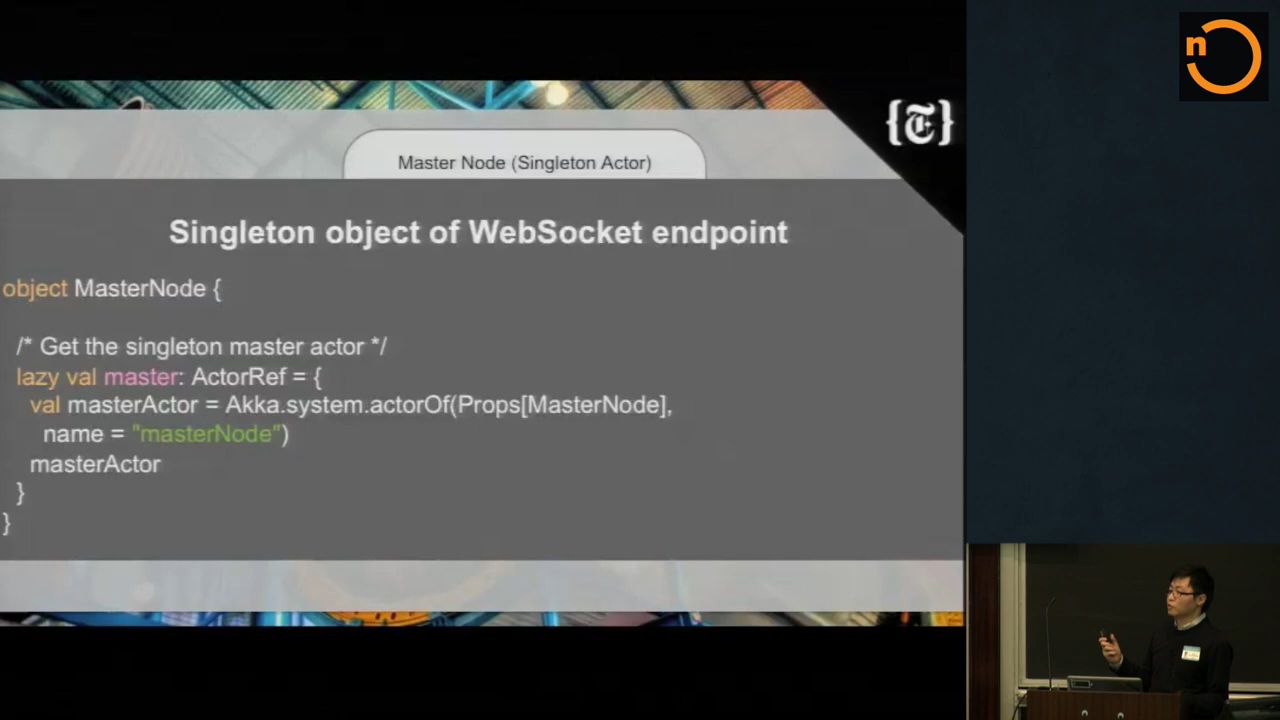 n
{T}
Master Node (Singleton Actor)
Singleton object of WebSocket endpoint
object MasterNode {
/* Get the singleton master actor */
lazy val master: ActorRef = {
val masterActor = Akka.system.actorOf(Props[MasterNode],
name = "masterNode")
masterActor
}
}